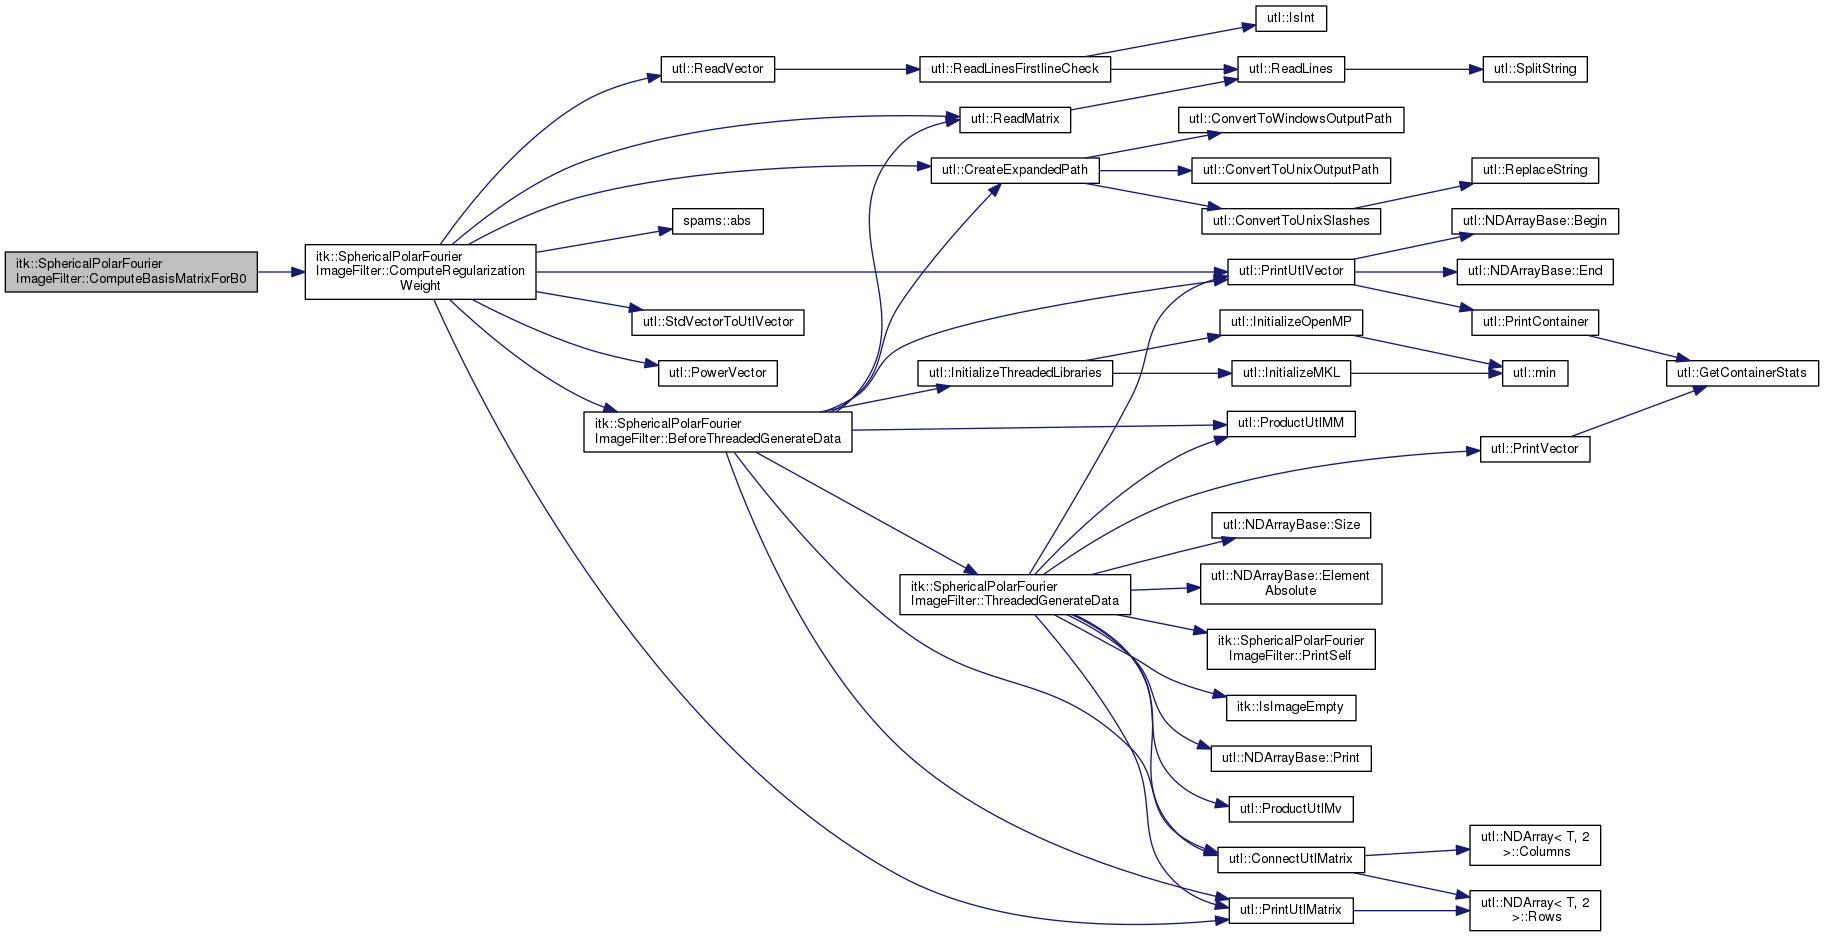 utl::IsInt
utl::ReadVector
utl::ReadLinesFirstlineCheck
utl::ReadLines
utl::SplitString
utl::ReadMatrix
utl::ConvertToWindowsOutputPath
utl::CreateExpandedPath
utl::ConvertToUnixOutputPath
utl::ReplaceString
spams::abs
utl::ConvertToUnixSlashes
utl::NDArrayBase::Begin
itk::SphericalPolarFourier
ImageFilter::ComputeBasisMatrixForB0
itk::SphericalPolarFourier
ImageFilter::ComputeRegularization
Weight
utl::PrintUtlVector
utl::NDArrayBase::End
utl::StdVectorToUtlVector
utl::InitializeOpenMP
utl::PrintContainer
utl::PowerVector
utl::InitializeThreadedLibraries
utl::InitializeMKL
utl::min
utl::GetContainerStats
itk::SphericalPolarFourier
ImageFilter::BeforeThreadedGenerateData
utl::ProductUtlMM
utl::PrintVector
utl::NDArrayBase::Size
itk::SphericalPolarFourier
ImageFilter::ThreadedGenerateData
utl::NDArrayBase::Element
Absolute
itk::SphericalPolarFourier
ImageFilter::PrintSelf
itk::IsImageEmpty
utl::NDArrayBase::Print
utl::ProductUtlMv
utl::ConnectUtlMatrix
utl::NDArray< T, 2
>::Columns
utl::PrintUtlMatrix
utl::NDArray< T, 2
>::Rows